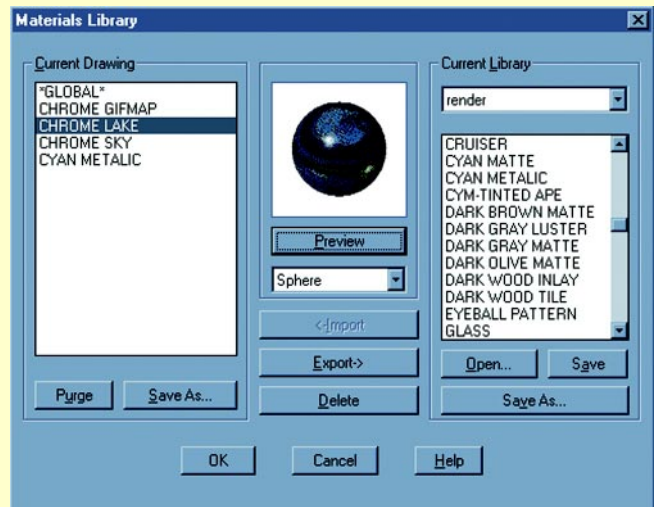 Materials Library
Current Drawing
*GLOBAL*
CHROME GIFMAP
CHROME LAKE
CHROME SKY
CYAN METALIC
Purge
Save As...
Preview
Sphere
<-Import
Export->
Delete
Current Library
render
CRUISER
CYAN MATTE
CYAN METALIC
CYM-TINTED APE
DARK BROWN MATTE
DARK GRAY LUSTER
DARK GRAY MATTE
DARK OLIVE MATTE
DARK WOOD INLAY
DARK WOOD TILE
EYEBALL PATTERN
GLASS
Open...
Save
Save As...
OK
Cancel
Help